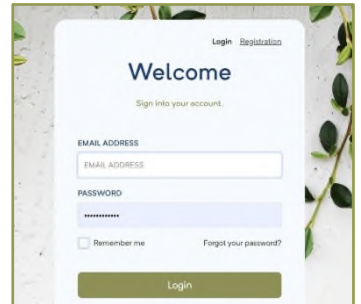 Login Registration
Welcome
Sign into your account.
EMAIL ADDRESS
EMAIL ADDRESS
PASSWORD
••••••••••••
Remember me Forgot your password?
Login